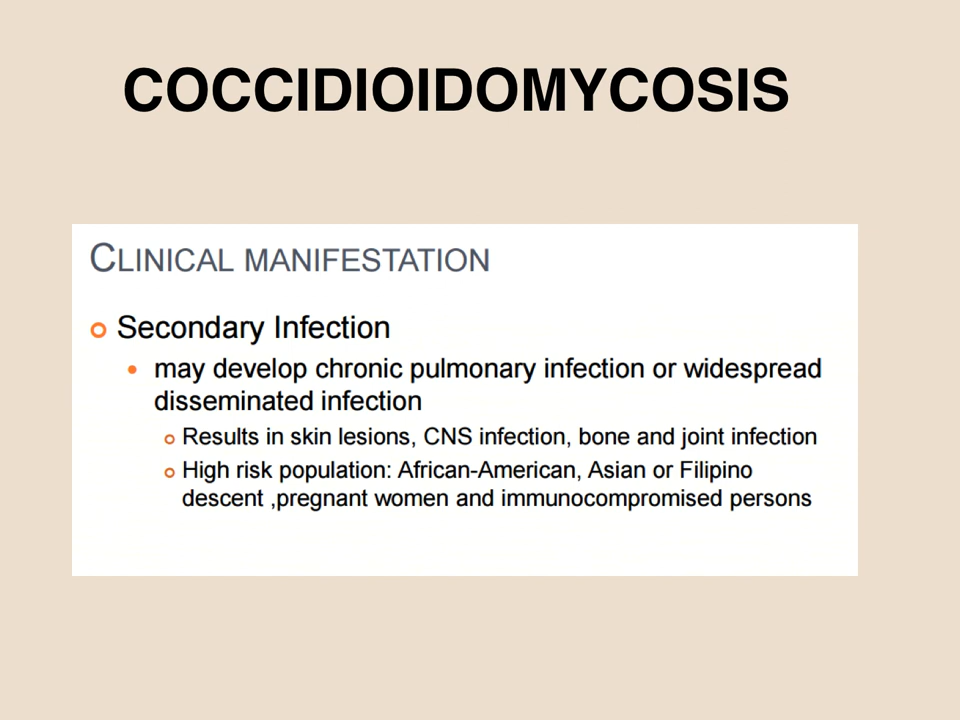 COCCIDIOIDOMYCOSIS
CLINICAL MANIFESTATION
Secondary Infection
may develop chronic pulmonary infection or widespread
disseminated infection
Results in skin lesions, CNS infection, bone and joint infection
High risk population: African-American, Asian or Filipino
descent ,pregnant women and immunocompromised persons